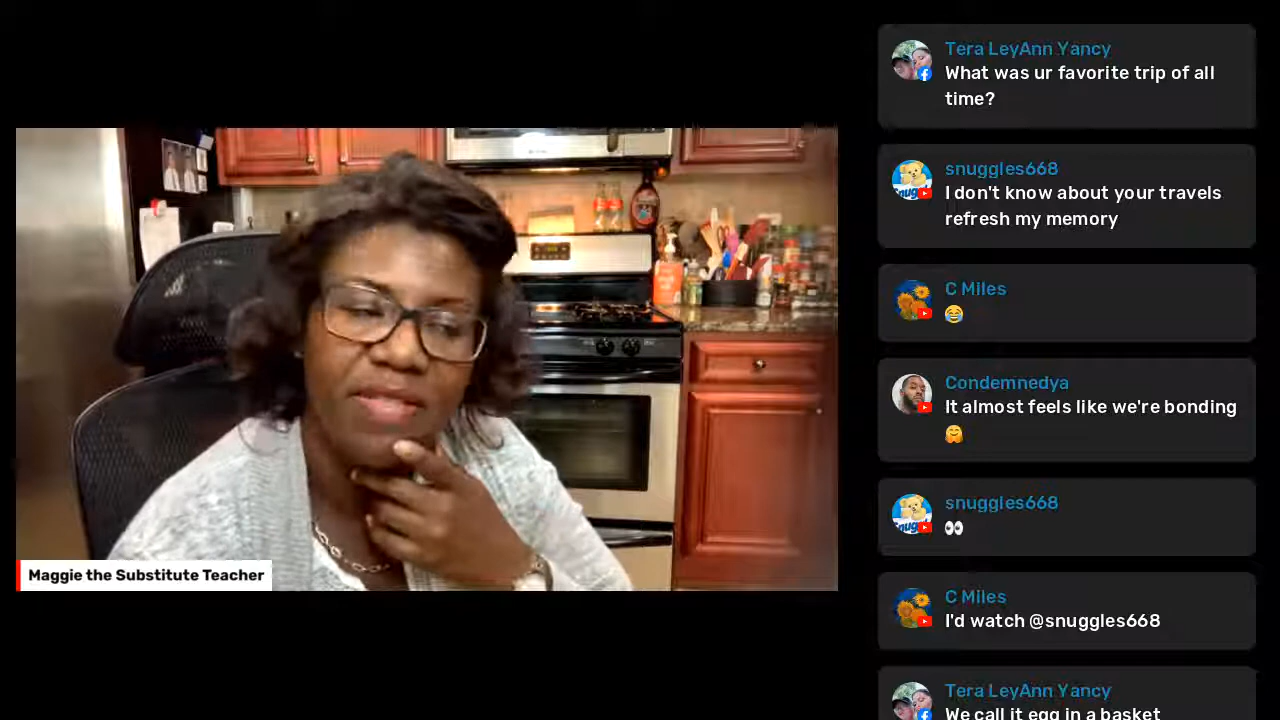 Tera LeyAnn Yancy
What was ur favorite trip of all
time?
snuggles668
I don't know about your travels
refresh my memory
C Miles
😂
Condemnedya
It almost feels like we're bonding
🤗
snuggles668
👀
C Miles
I'd watch @snuggles668
Tera LeyAnn Yancy
We call it egg in a basket
Maggie the Substitute Teacher